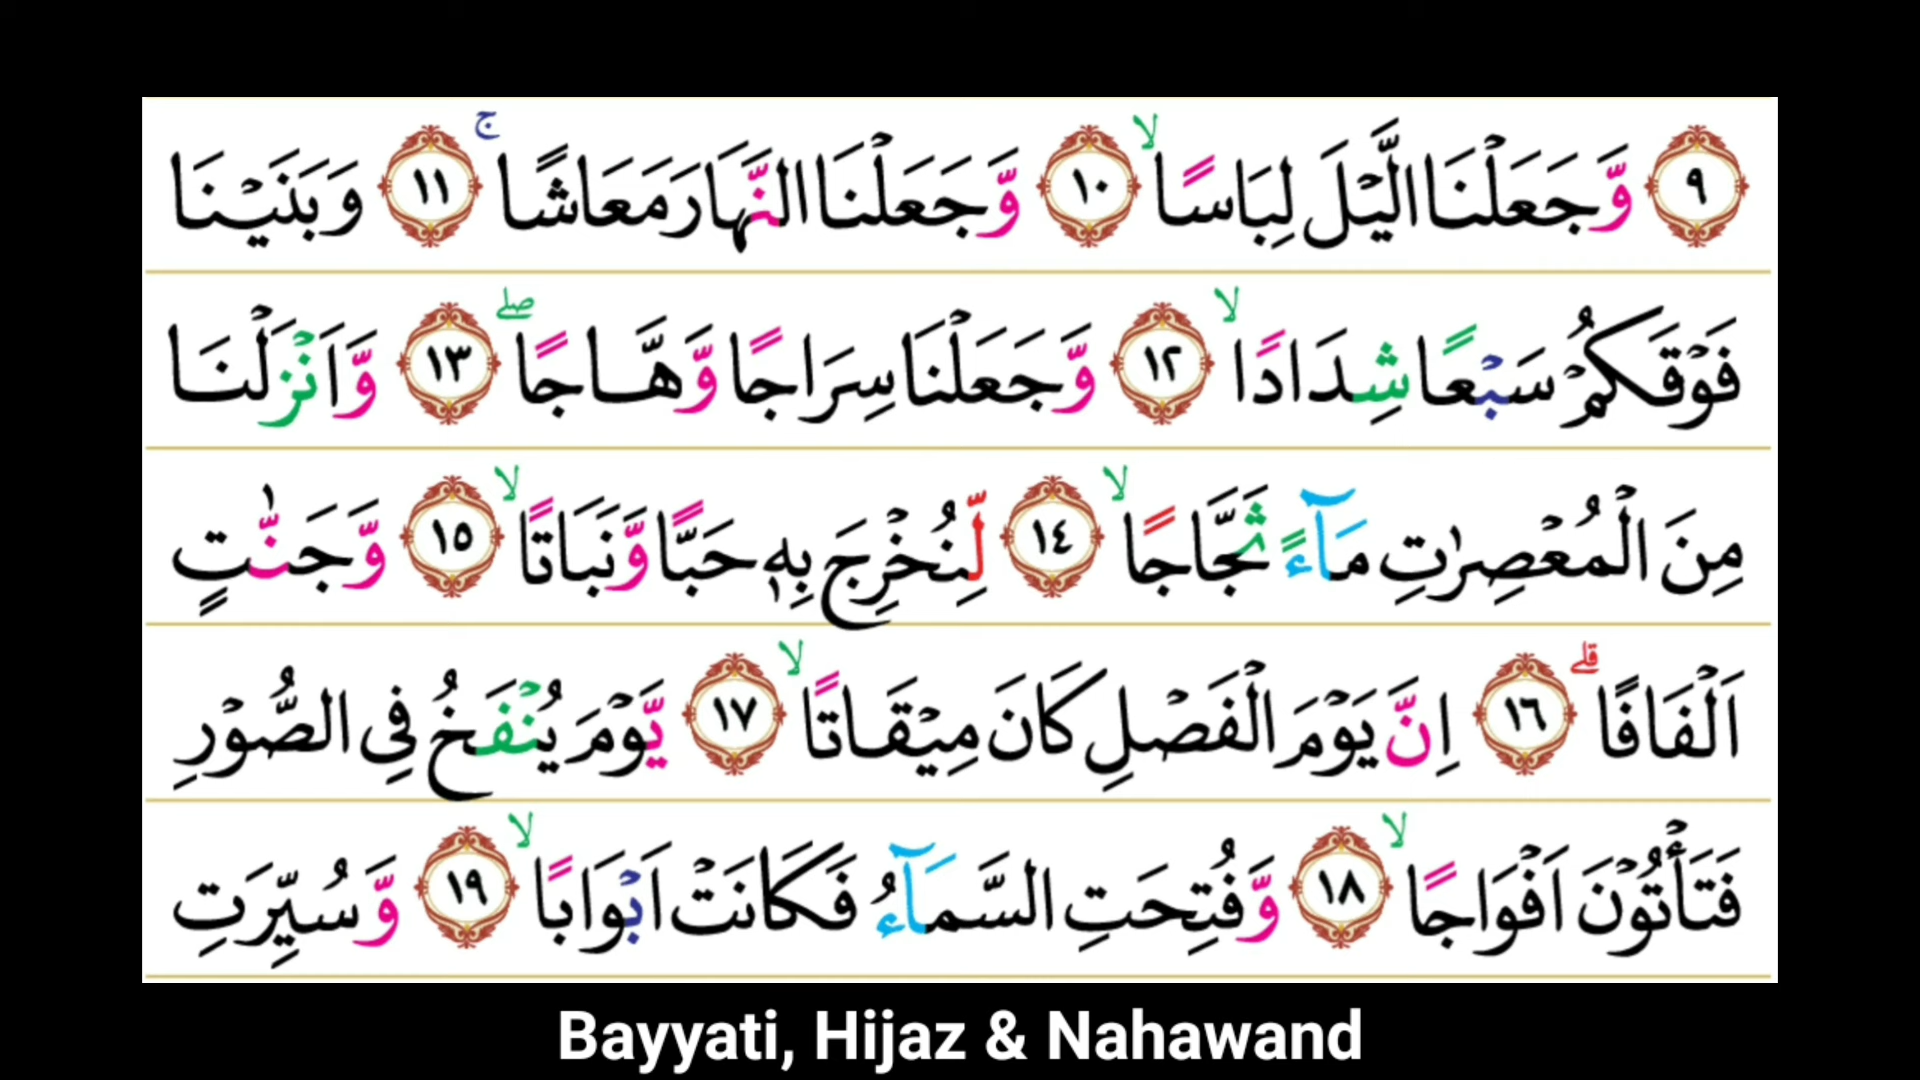 ٩ وَّجَعَلْنَا الَّيْلَ لِبَاسًا ۙ ١٠ وَّجَعَلْنَا النَّهَارَ مَعَاشًا ۚ ١١ وَبَنَيْنَا
فَوْقَكُمْ سَبْعًا شِدَادًا ۙ ١٢ وَّجَعَلْنَا سِرَاجًا وَّهَّاجًا ۖ ١٣ وَّاَنْزَلْنَا
مِنَ الْمُعْصِرٰتِ مَآءً ثَجَّاجًا ۙ ١٤ لِّنُخْرِجَ بِهٖ حَبًّا وَّنَبَاتًا ۙ ١٥ وَّجَنّٰتٍ
اَلْفَافًا ۗ ١٦ اِنَّ يَوْمَ الْفَصْلِ كَانَ مِيْقَاتًا ۙ ١٧ يَّوْمَ يُنْفَخُ فِى الصُّوْرِ
فَتَأْتُوْنَ اَفْوَاجًا ۙ ١٨ وَّفُتِحَتِ السَّمَآءُ فَكَانَتْ اَبْوَابًا ۙ ١٩ وَّسُيِّرَتِ
Bayyati, Hijaz & Nahawand